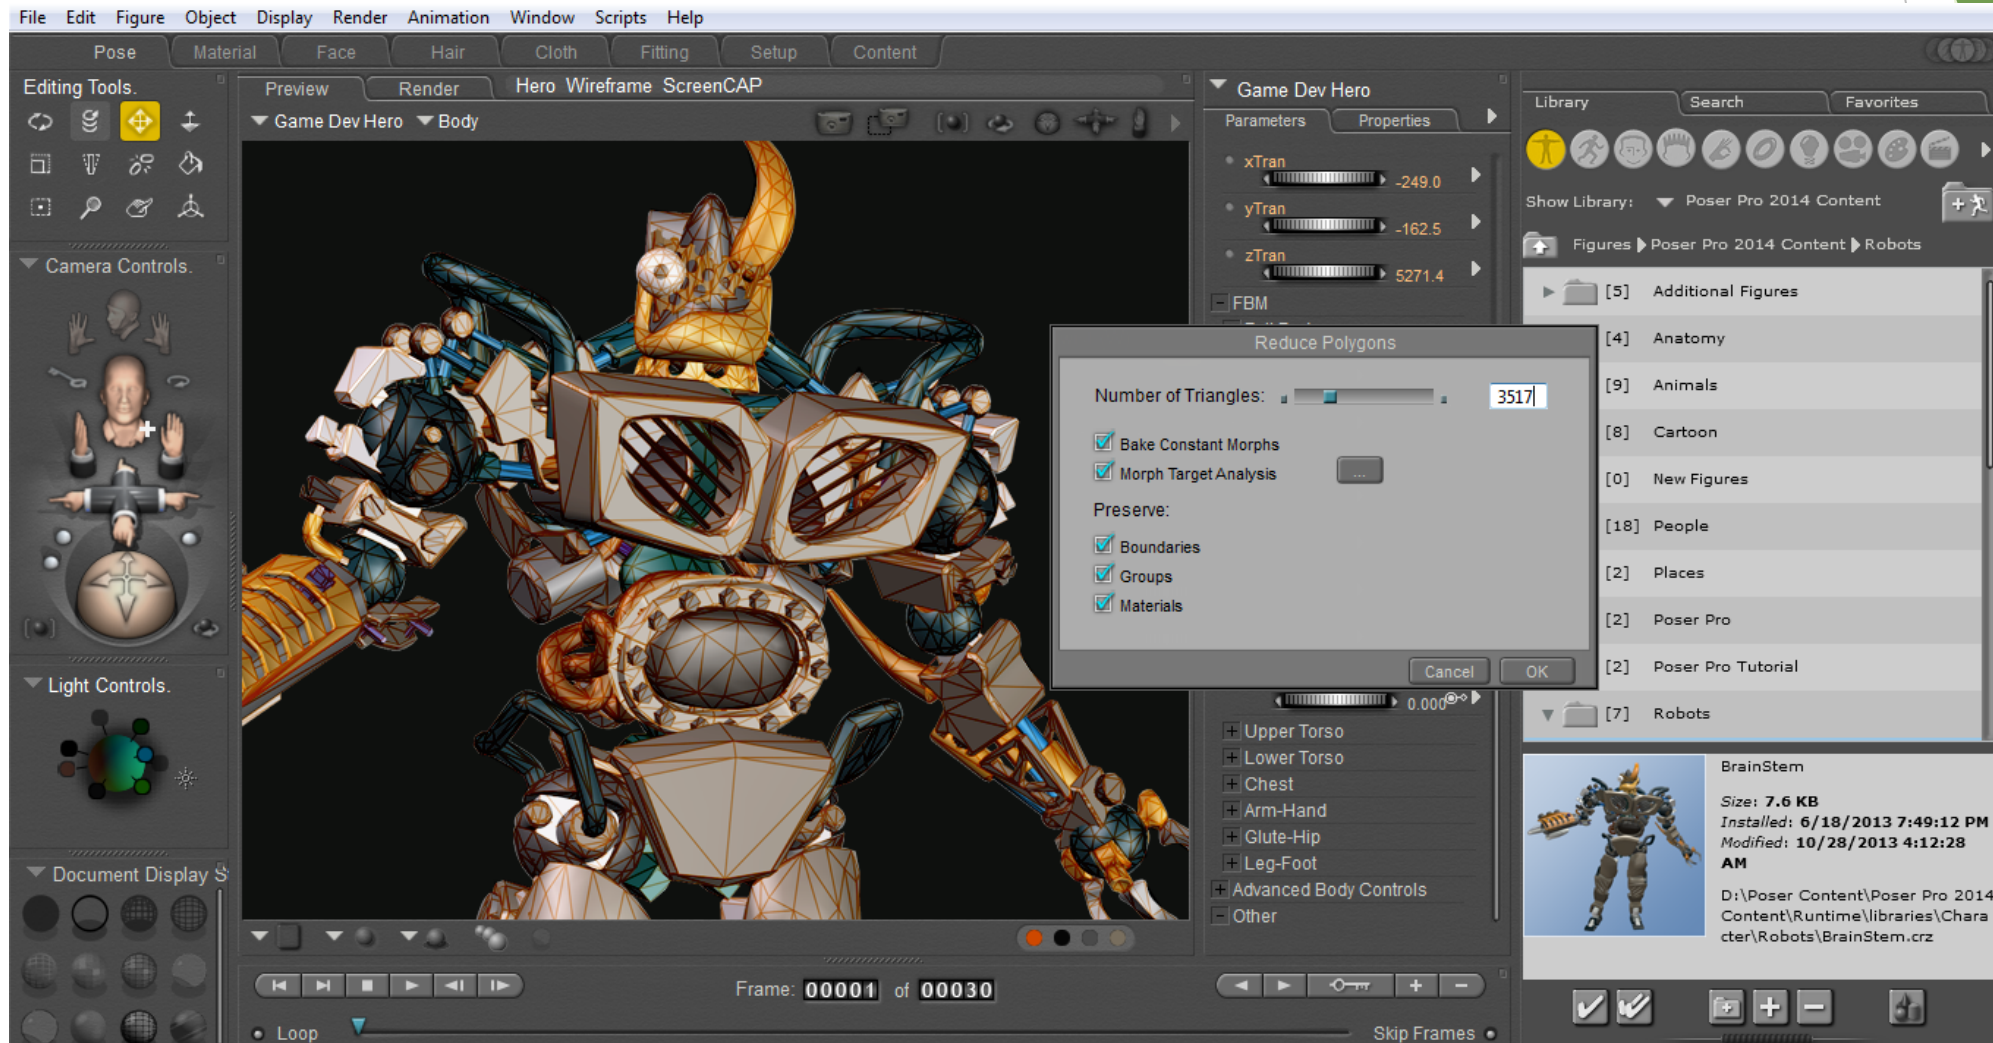 File Edit Figure Object Display Render Animation Window Scripts Help
Pose Material Face Hair Cloth Fitting Setup Content
Editing Tools.
Camera Controls.
Light Controls.
Document Display S
Preview Render Hero Wireframe ScreenCAP
Game Dev Hero Body
Frame: 00001 of 00030
Loop
Skip Frames
Game Dev Hero
Parameters Properties
xTran
-249.0
yTran
-162.5
zTran
5271.4
FBM
Reduce Polygons
Number of Triangles: 3517
Bake Constant Morphs
Morph Target Analysis ...
Preserve:
Boundaries
Groups
Materials
Cancel OK
0.000
Upper Torso
Lower Torso
Chest
Arm-Hand
Glute-Hip
Leg-Foot
Advanced Body Controls
Other
Library Search Favorites
Show Library: Poser Pro 2014 Content
Figures Poser Pro 2014 Content Robots
[5] Additional Figures
[4] Anatomy
[9] Animals
[8] Cartoon
[0] New Figures
[18] People
[2] Places
[2] Poser Pro
[2] Poser Pro Tutorial
[7] Robots
BrainStem
Size: 7.6 KB
Installed: 6/18/2013 7:49:12 PM
Modified: 10/28/2013 4:12:28
AM
D:\Poser Content\Poser Pro 2014
Content\Runtime\libraries\Chara
cter\Robots\BrainStem.crz